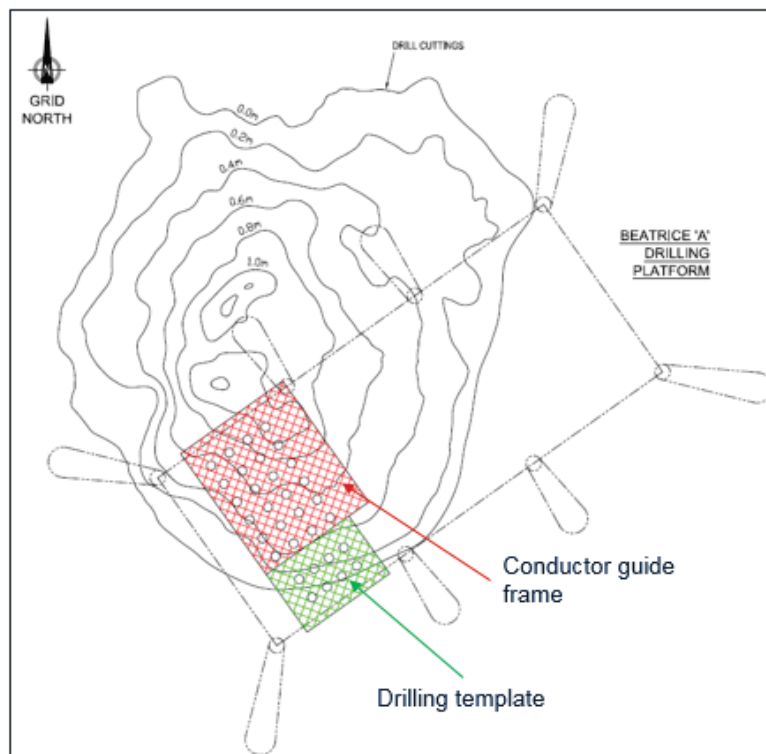 DRILL CUTTINGS
GRID
NORTH
0.0m
0.2m
0.4m
0.6m
0.8m
1.0m
BEATRICE 'A'
DRILLING
PLATFORM
Conductor guide
frame
Drilling template